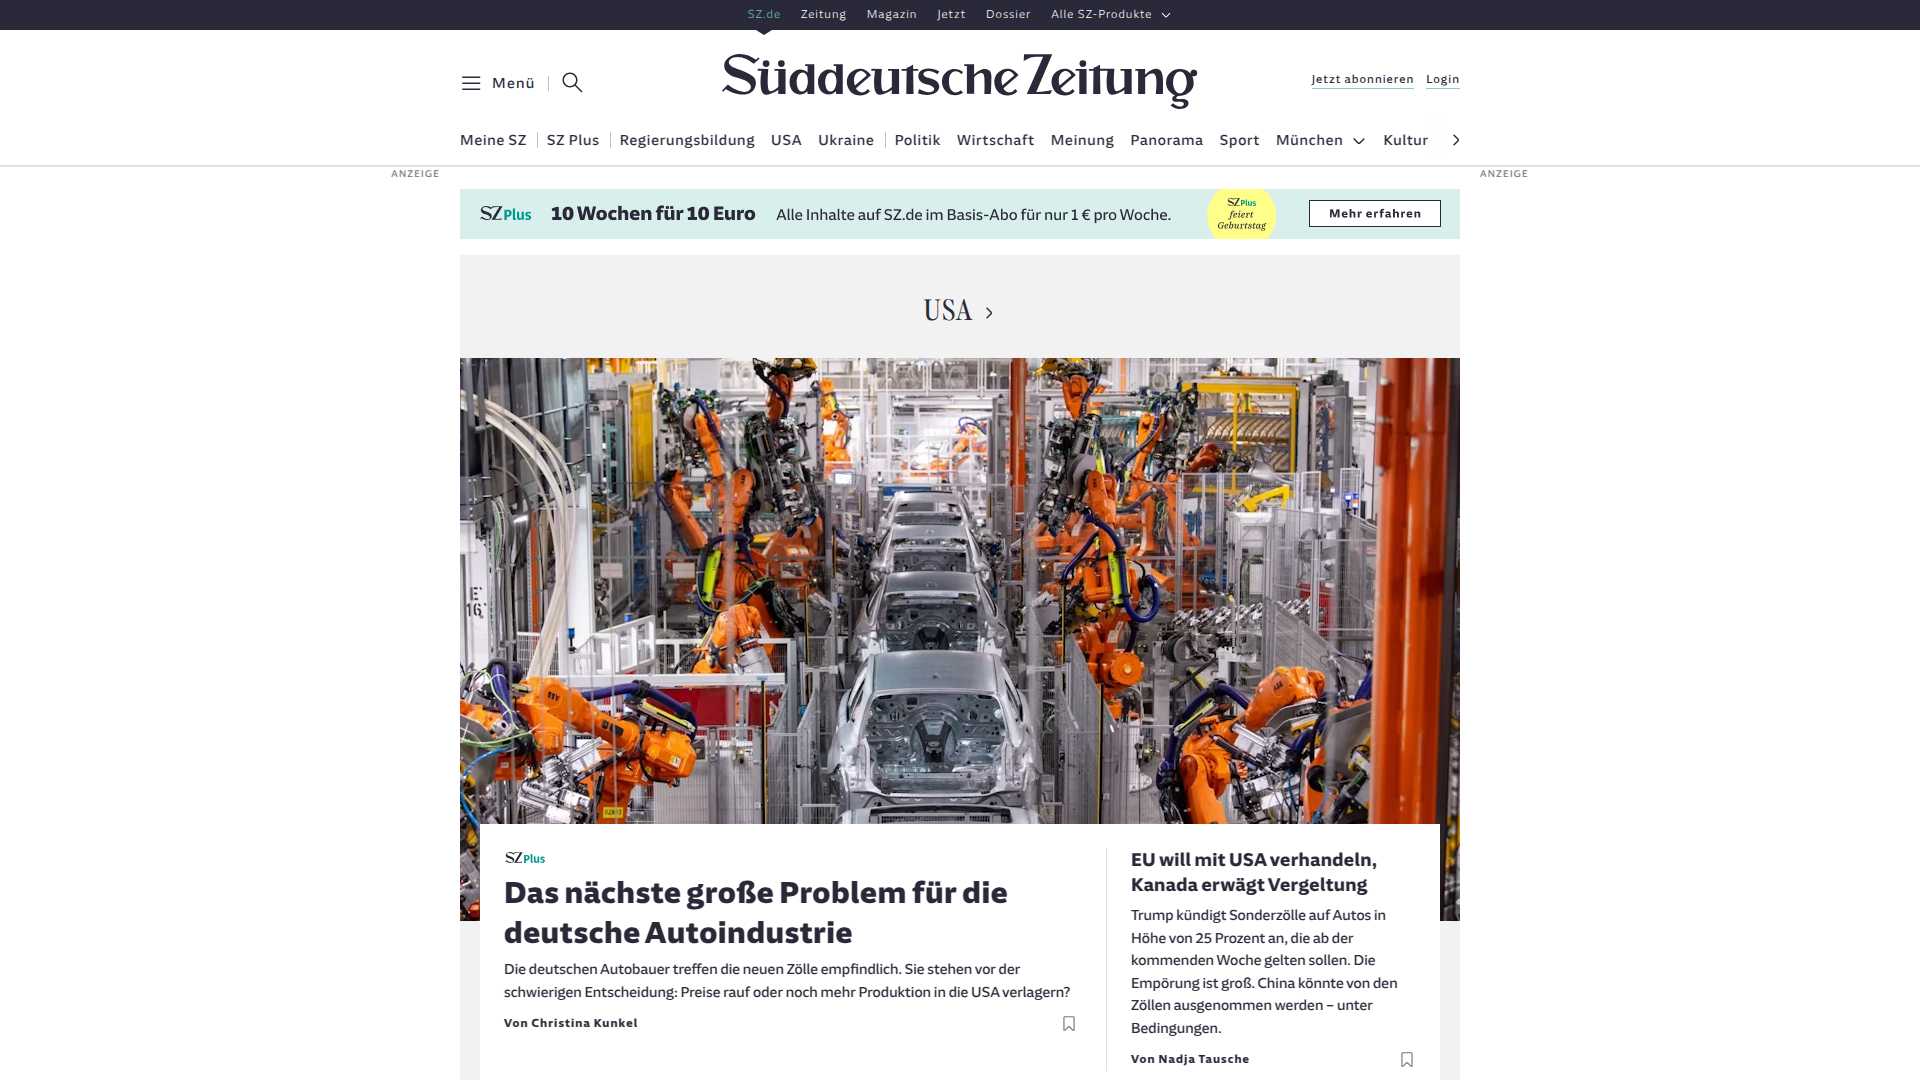 SZ.de Zeitung Magazin Jetzt Dossier Alle SZ-Produkte
Menü
Süddeutsche Zeitung
Jetzt abonnieren Login
Meine SZ SZ Plus Regierungsbildung USA Ukraine Politik Wirtschaft Meinung Panorama Sport München Kultur
ANZEIGE
ANZEIGE
SZ Plus 10 Wochen für 10 Euro Alle Inhalte auf SZ.de im Basis-Abo für nur 1 € pro Woche.
SZ Plus
feiert
Geburtstag
Mehr erfahren
USA
E
16
SZ Plus
Das nächste große Problem für die
deutsche Autoindustrie
Die deutschen Autobauer treffen die neuen Zölle empfindlich. Sie stehen vor der
schwierigen Entscheidung: Preise rauf oder noch mehr Produktion in die USA verlagern?
Von Christina Kunkel
EU will mit USA verhandeln,
Kanada erwägt Vergeltung
Trump kündigt Sonderzölle auf Autos in
Höhe von 25 Prozent an, die ab der
kommenden Woche gelten sollen. Die
Empörung ist groß. China könnte von den
Zöllen ausgenommen werden – unter
Bedingungen.
Von Nadja Tausche